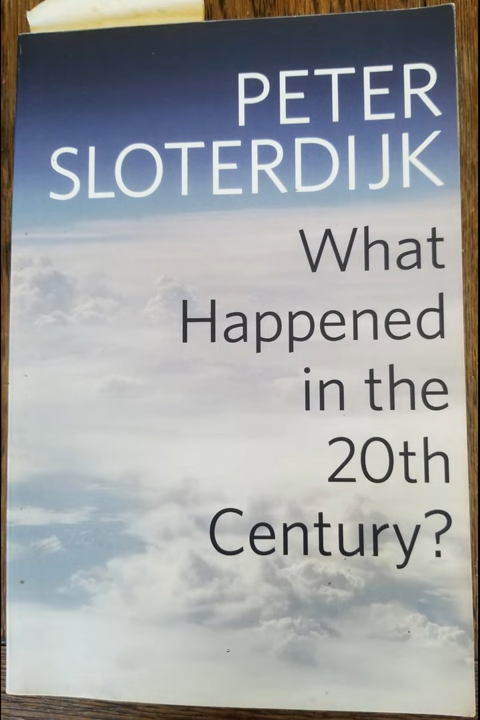 PETER
SLOTERDIJK
What
Happened
in the
20th
Century?